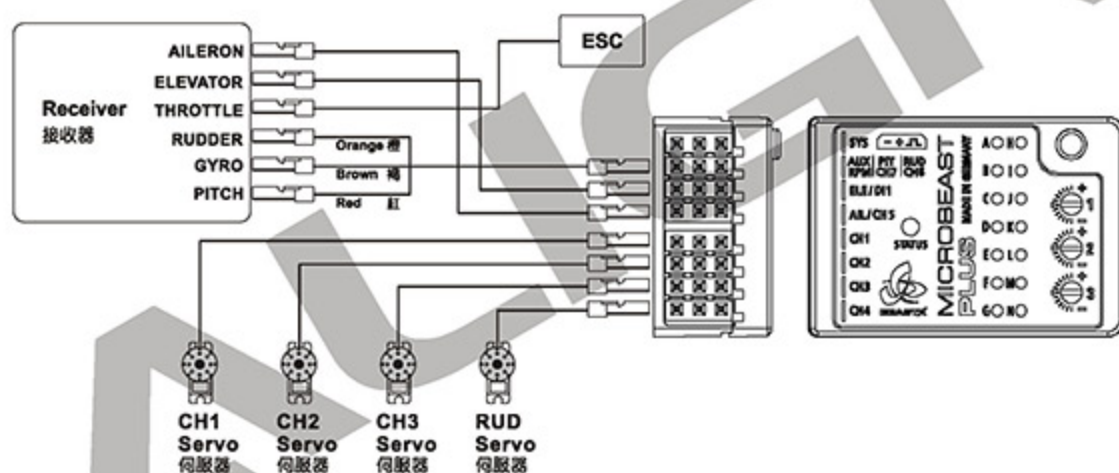 AILERON
ELEVATOR
THROTTLE
RUDDER
GYRO
PITCH
Receiver
接收器
Orange 橙
Brown 褐
Red 紅
ESC
CH1
Servo
伺服器
CH2
Servo
伺服器
CH3
Servo
伺服器
RUD
Servo
伺服器
SYS
AUX PIT RUD
RPM CH7 CH6
ELE/DI1
AIL/CH5
CH1
CH2
CH3
CH4
STATUS
MICROBEAST
PLUS
MADE IN GERMANY
A H
B I
C J
D K
E L
F M
G N
1
2
3
ALIGN